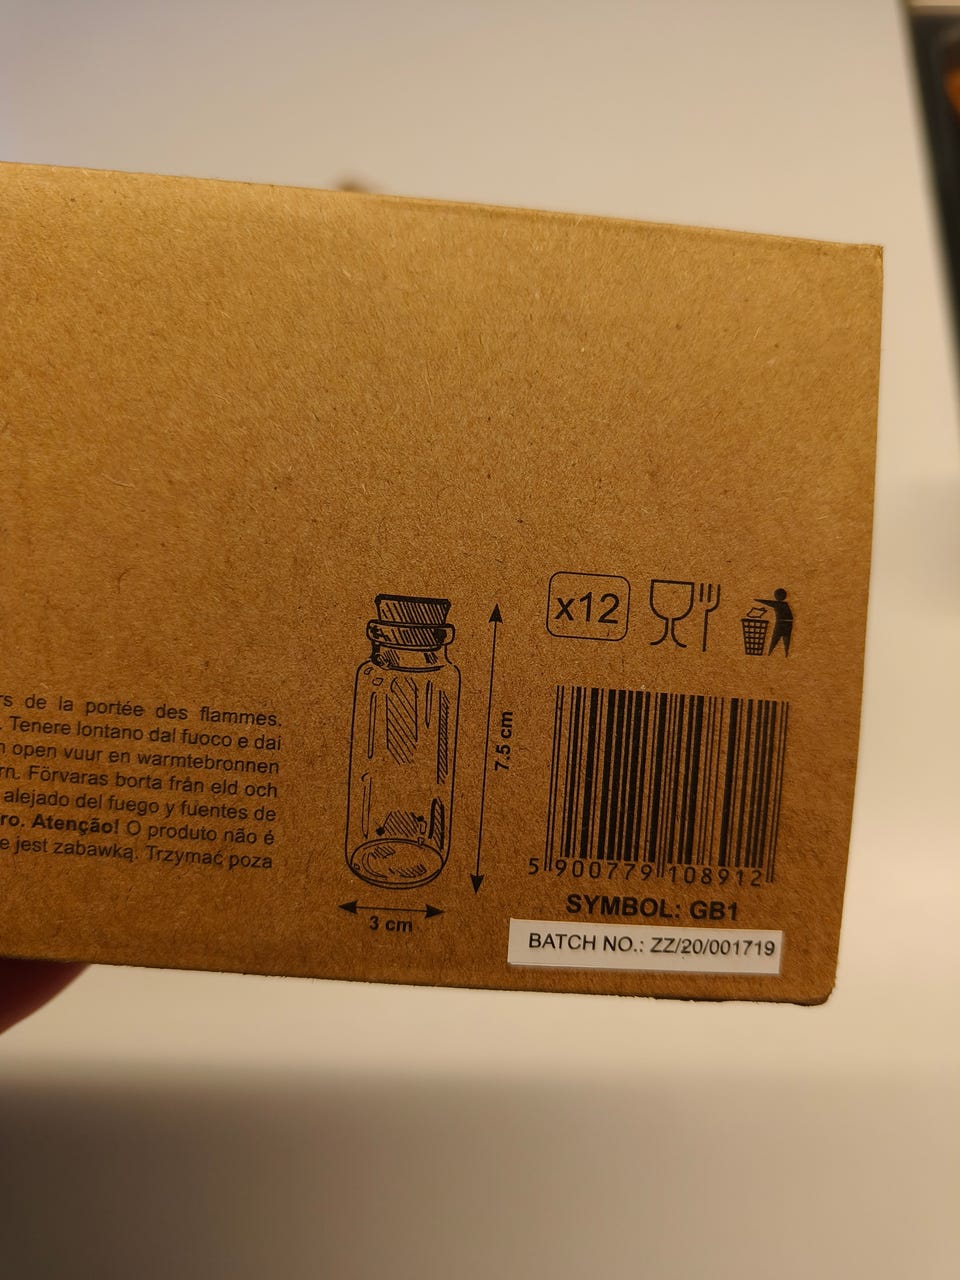 x12
rs de la portée des flammes.
. Tenere lontano dal fuoco e dai
n open vuur en warmtebronnen
rn. Förvaras borta från eld och
alejado del fuego y fuentes de
ro. Atenção! O produto não é
e jest zabawką. Trzymać poza
7.5 cm
3 cm
5 900779 108912
SYMBOL: GB1
BATCH NO.: ZZ/20/001719